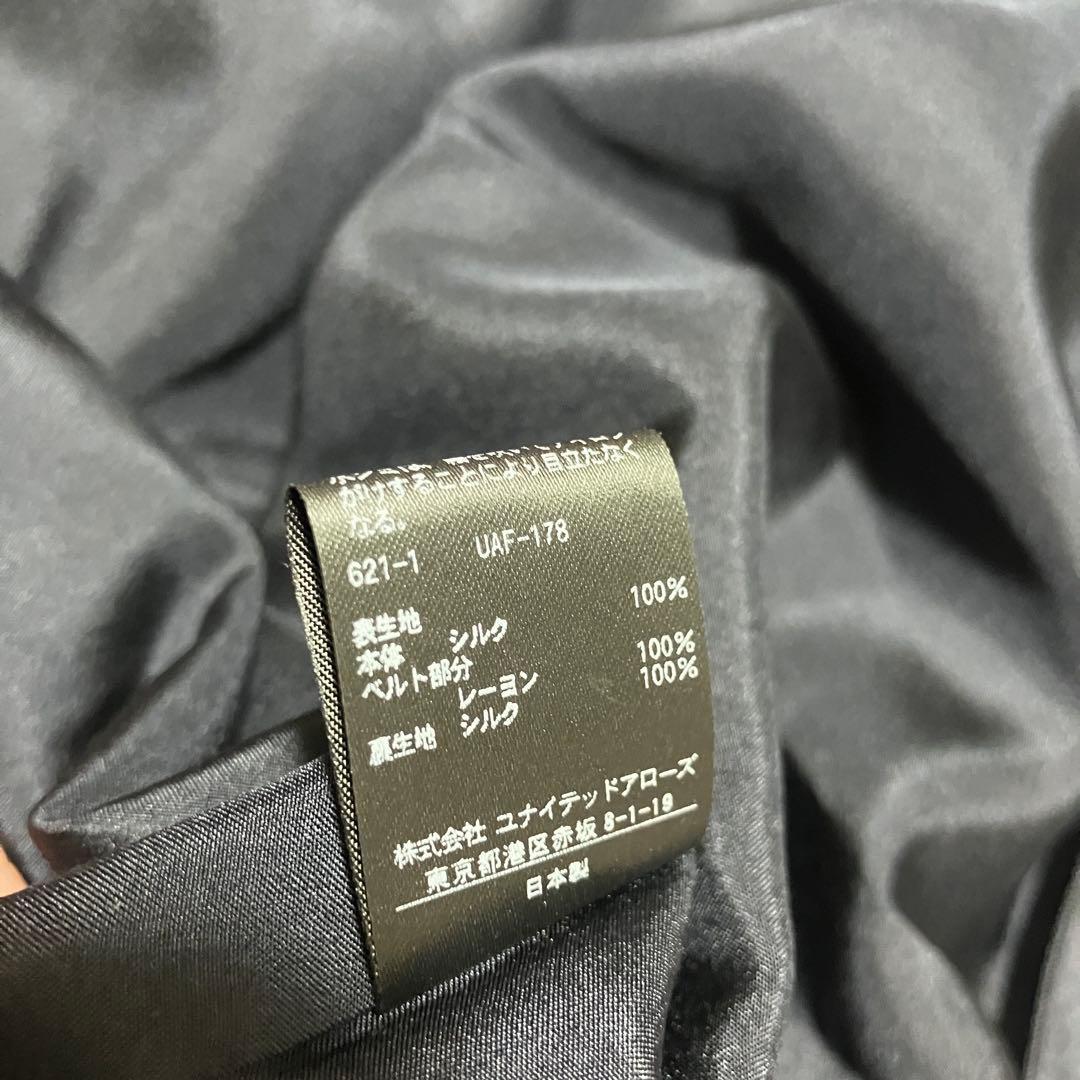 かけすることにより目立たなく
なる。
621-1 UAF-178
表生地
本体 シルク 100%
ベルト部分
レーヨン 100%
裏生地 シルク 100%
株式会社 ユナイテッドアローズ
東京都港区赤坂 8-1-19
日本製